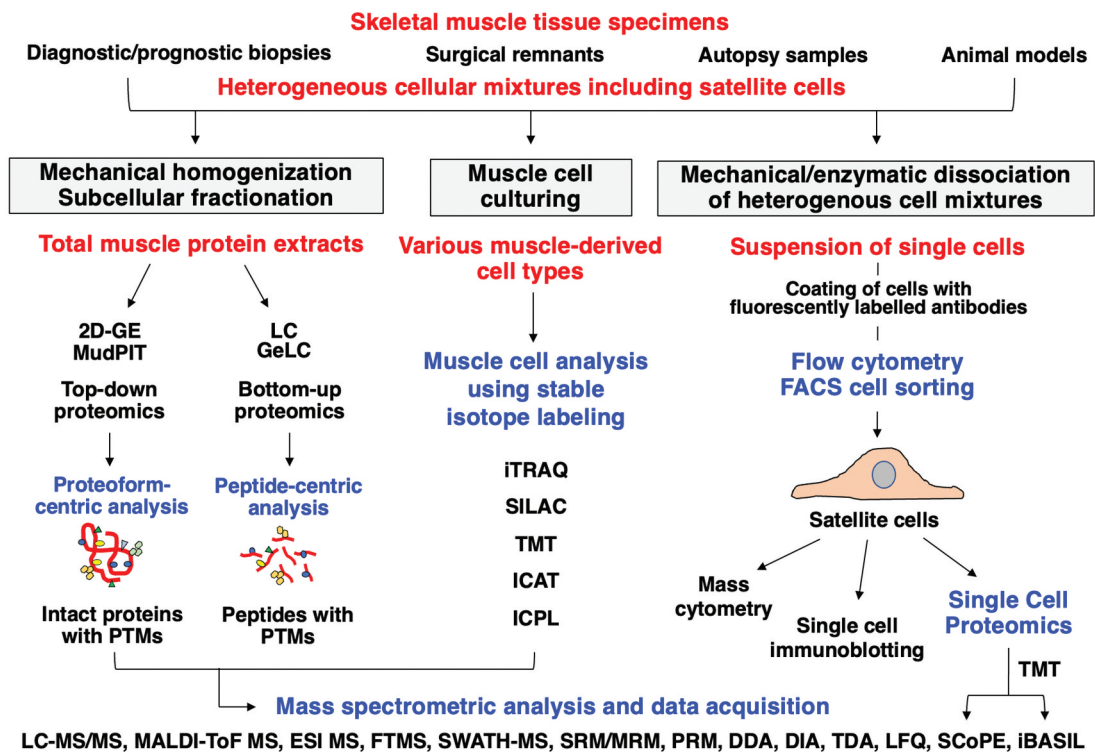 Skeletal muscle tissue specimens
Diagnostic/prognostic biopsies
Surgical remnants
Autopsy samples
Animal models
Heterogeneous cellular mixtures including satellite cells
Mechanical homogenization
Subcellular fractionation
Muscle cell
culturing
Mechanical/enzymatic dissociation
of heterogenous cell mixtures
Total muscle protein extracts
2D-GE
MudPIT
Top-down
proteomics
Proteoform-
centric analysis
Intact proteins
with PTMs
LC
GeLC
Bottom-up
proteomics
Peptide-centric
analysis
Peptides with
PTMs
Various muscle-derived
cell types
Muscle cell analysis
using stable
isotope labeling
iTRAQ
SILAC
TMT
ICAT
ICPL
Suspension of single cells
Coating of cells with
fluorescently labelled antibodies
Flow cytometry
FACS cell sorting
Satellite cells
Mass
cytometry
Single cell
immunoblotting
Single Cell
Proteomics
TMT
Mass spectrometric analysis and data acquisition
LC-MS/MS, MALDI-ToF MS, ESI MS, FTMS, SWATH-MS, SRM/MRM, PRM, DDA, DIA, TDA, LFQ, SCoPE, iBASIL